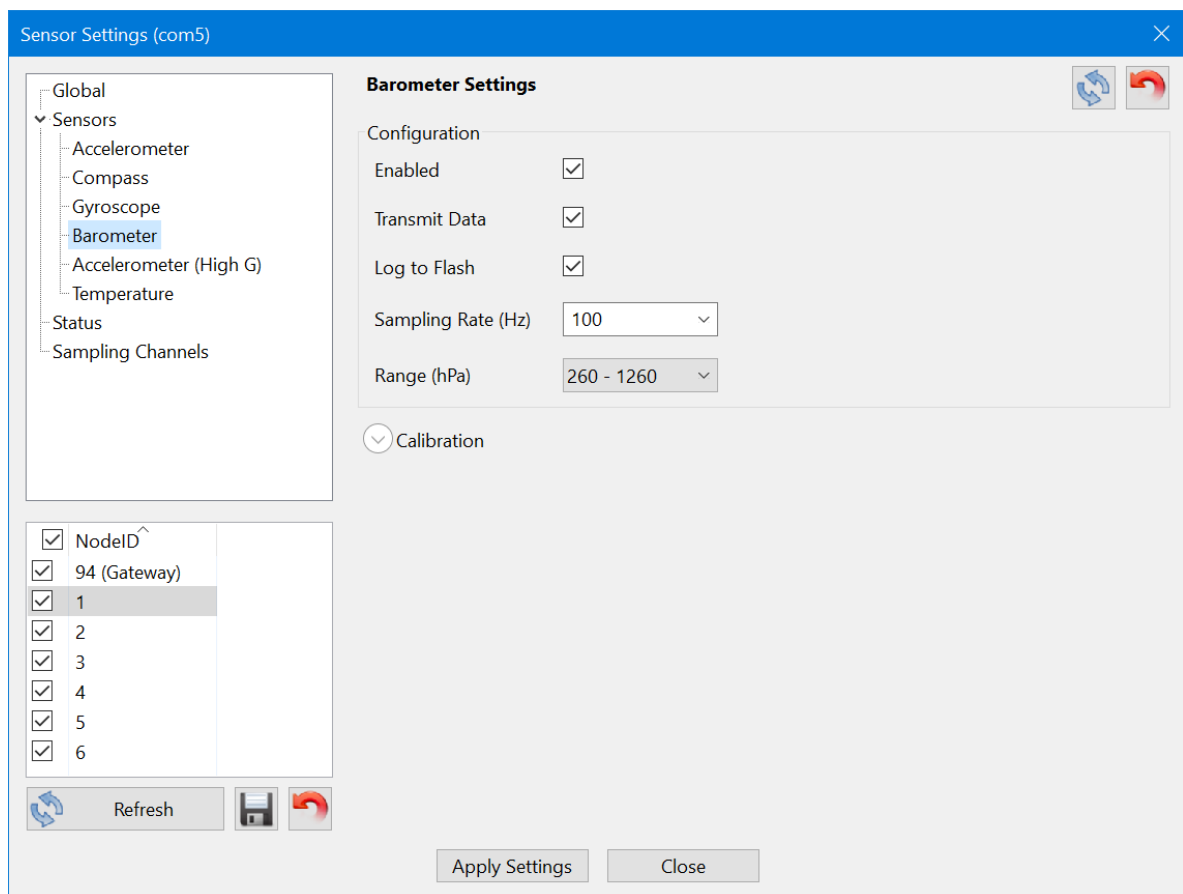 Sensor Settings (com5)
Global
Sensors
Accelerometer
Compass
Gyroscope
Barometer
Accelerometer (High G)
Temperature
Status
Sampling Channels
NodeID
94 (Gateway)
1
2
3
4
5
6
Refresh
Barometer Settings
Configuration
Enabled
Transmit Data
Log to Flash
Sampling Rate (Hz) 100
Range (hPa) 260 - 1260
Calibration
Apply Settings Close